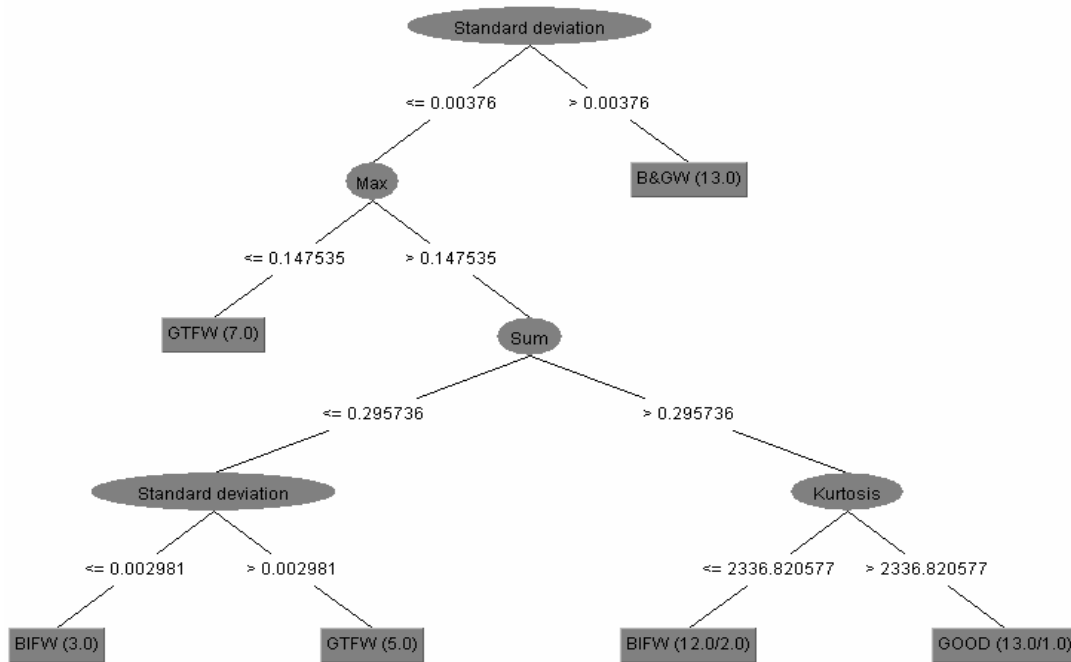 Standard deviation
<= 0.00376
> 0.00376
Max
B&GW (13.0)
<= 0.147535
> 0.147535
GTFW (7.0)
Sum
<= 0.295736
> 0.295736
Standard deviation
Kurtosis
<= 0.002981
> 0.002981
<= 2336.820577
> 2336.820577
BIFW (3.0)
GTFW (5.0)
BIFW (12.0/2.0)
GOOD (13.0/1.0)